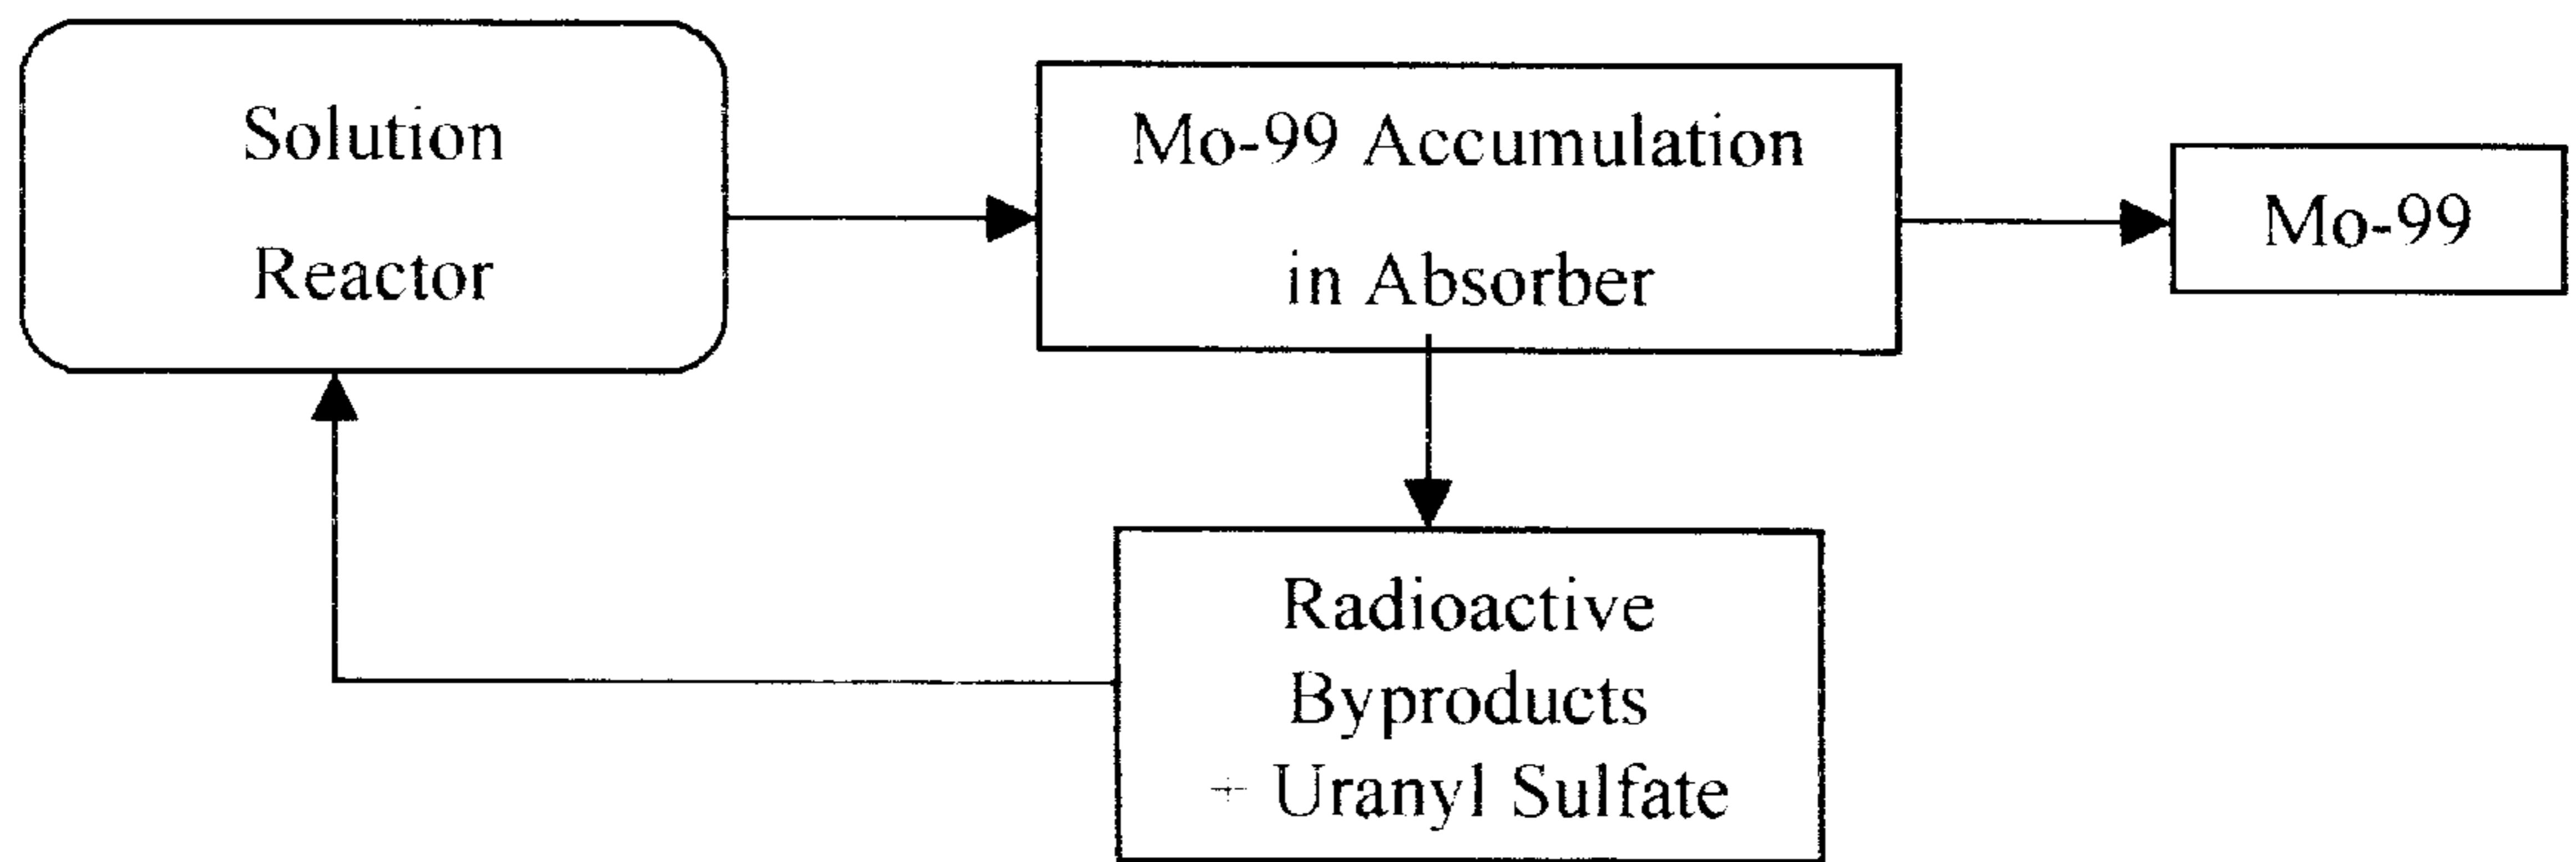 Solution
Reactor
Mo-99 Accumulation
in Absorber
Mo-99
Radioactive
Byproducts
+ Uranyl Sulfate